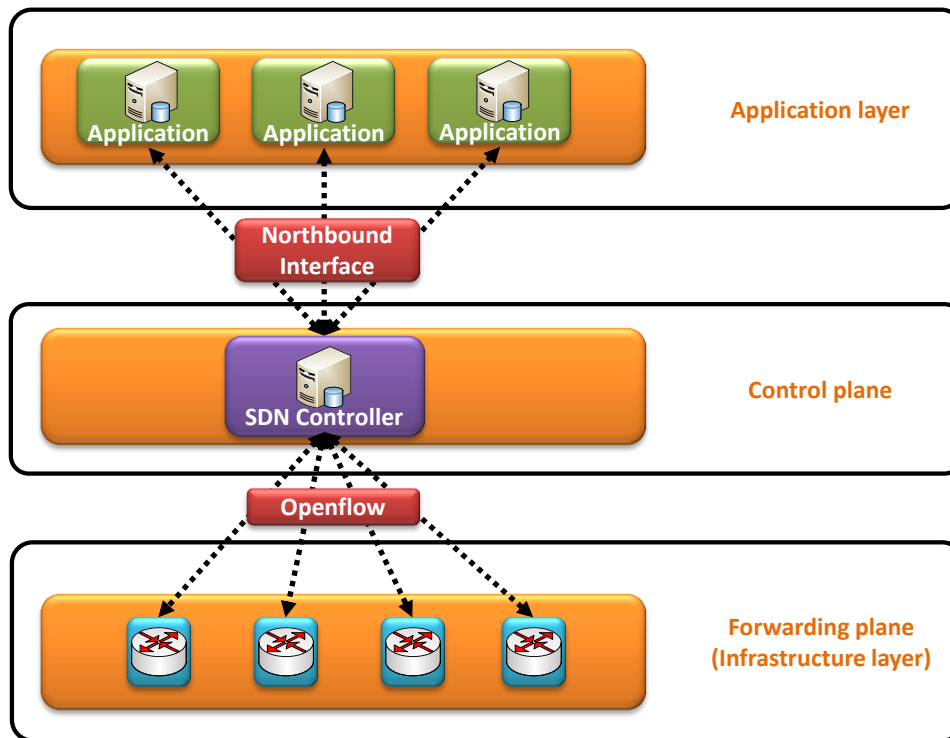 Application
Application
Application
Application layer
Northbound
Interface
SDN Controller
Control plane
Openflow
Forwarding plane
(Infrastructure layer)